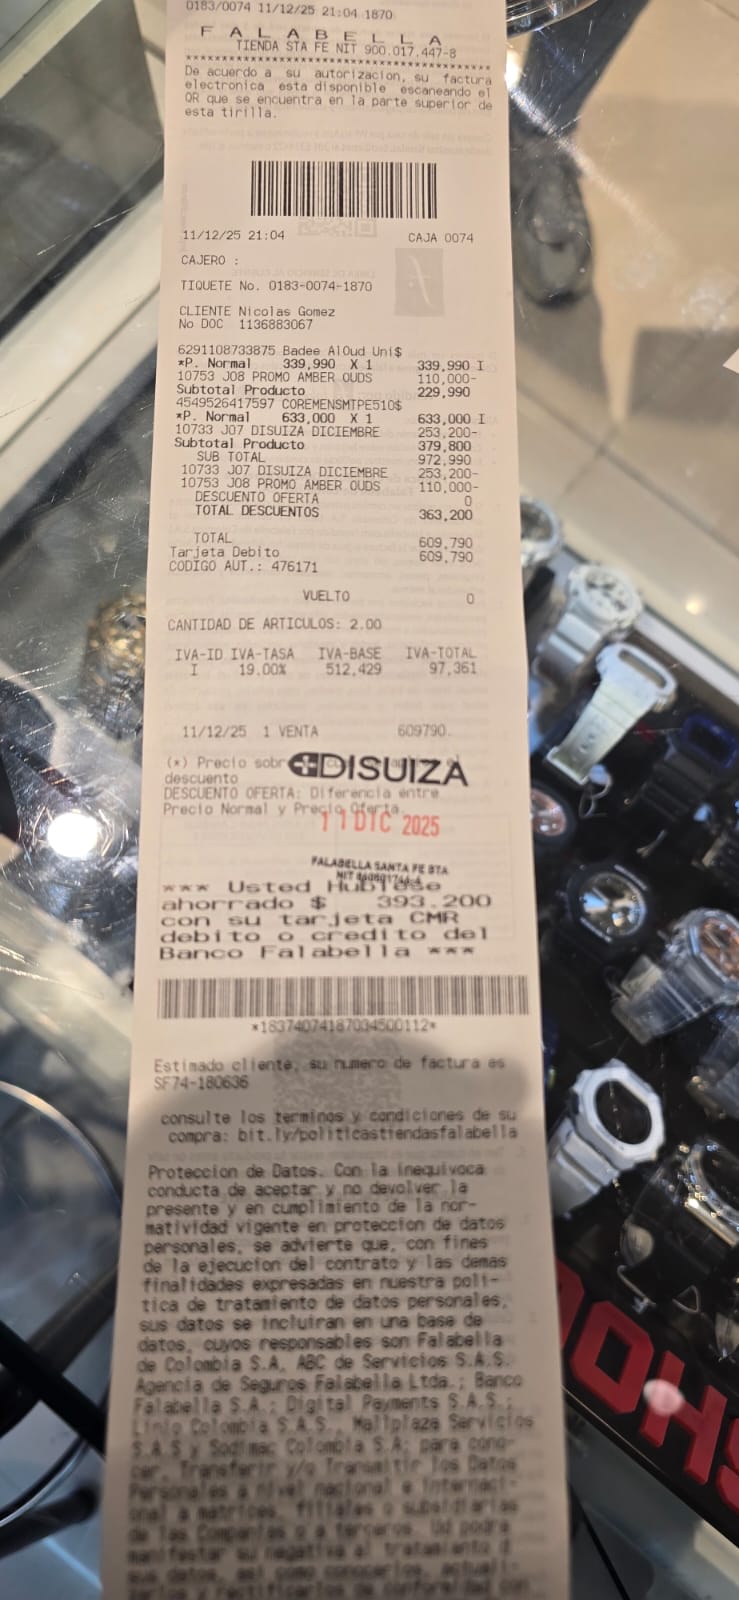 0183/0074 11/12/25 21:04 1870
F A L A B E L L A
TIENDA STA FE NIT 900.017.447-8
De acuerdo a su autorizacion, su factura
electronica esta disponible escaneando el
QR que se encuentra en la parte superior de
esta tirilla.
11/12/25 21:04 CAJA 0074
CAJERO :
TIQUETE No. 0183-0074-1870
CLIENTE Nicolas Gomez
No DOC 1136883067
6291108733875 Badee AlOud Uni$
*P. Normal 339,990 X 1 339,990 I
10753 J08 PROMO AMBER OUDS 110,000-
Subtotal Producto 229,990
4549526417597 COREMENSMTPE510$
*P. Normal 633,000 X 1 633,000 I
10733 J07 DISUIZA DICIEMBRE 253,200-
Subtotal Producto 379,800
SUB TOTAL 972,990
10733 J07 DISUIZA DICIEMBRE 253,200-
10753 J08 PROMO AMBER OUDS 110,000-
DESCUENTO OFERTA 0
TOTAL DESCUENTOS 363,200
TOTAL 609,790
Tarjeta Debito 609,790
CODIGO AUT.: 476171
VUELTO 0
CANTIDAD DE ARTICULOS: 2.00
IVA-ID IVA-TASA IVA-BASE IVA-TOTAL
I 19.00% 512,429 97,361
11/12/25 1 VENTA 609790.
(*) Precio sobr
DISUIZA
descuento
DESCUENTO OFERTA: Diferencia entre
Precio Normal y Precio Oferta.
11 DIC 2025
FALABELLA SANTA FE BTA
*** Usted Hubiese
ahorrado $ 393.200
con su tarjeta CMR
debito o credito del
Banco Falabella ***
*18374074187034500112*
Estimado cliente, su numero de factura es
SF74-180636
consulte los terminos y condiciones de su
compra: bit.ly/politicastiendasfalabella
Proteccion de Datos. Con la inequivoca
conducta de aceptar y no devolver la
presente y en cumplimiento de la nor-
matividad vigente en proteccion de datos
personales, se advierte que, con fines
de la ejecucion del contrato y las demas
finalidades expresadas en nuestra poli-
tica de tratamiento de datos personales,
sus datos se incluiran en una base de
datos, cuyos responsables son Falabella
de Colombia S.A, ABC de Servicios S.A.S.
Agencia de Seguros Falabella Ltda.; Banco
Falabella S.A.; Digital Payments S.A.S.;
Linio Colombia S.A.S., Mallplaza Servicios
S.A.S y Sodimac Colombia S.A; para cono-
cer, Transferir y/o Transmitir los Datos
Personales a nivel nacional e internaci-
onal a matrices, filiales o subsidiarias
de las Companias o a terceros. Ud podra
manifestar su negativa al tratamiento d
sus datos, asi como conocerlos, actuali-